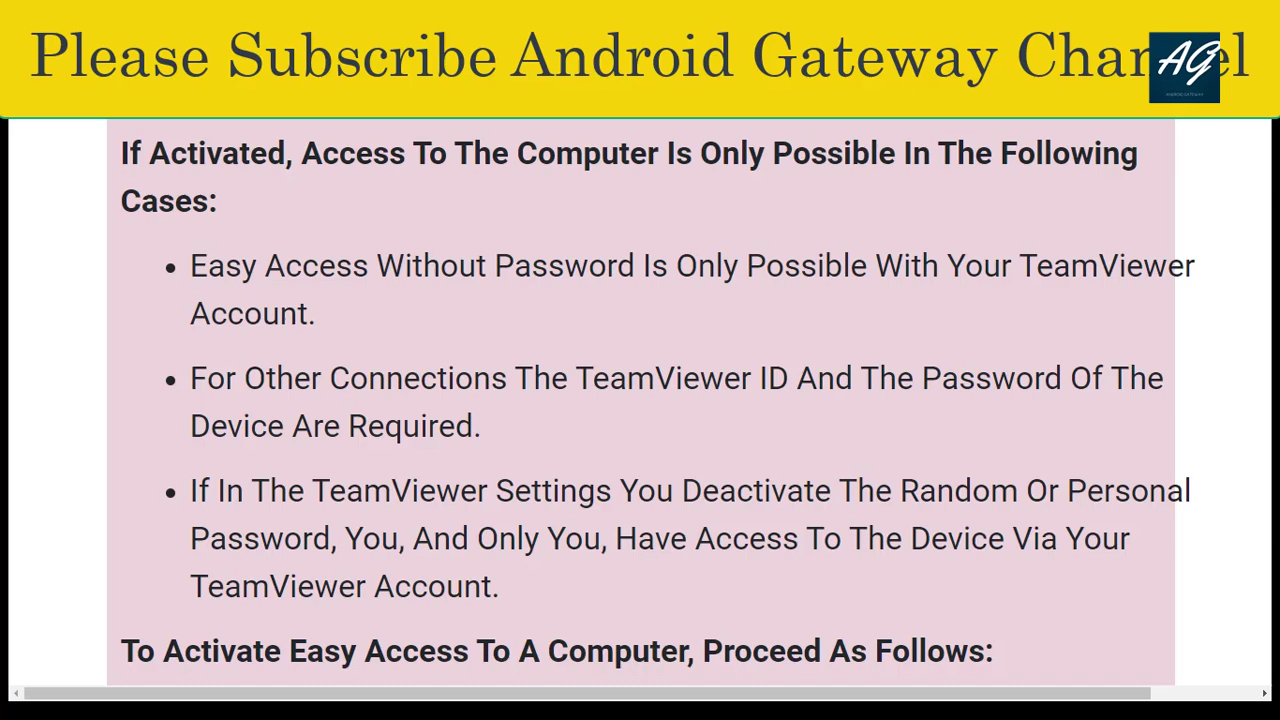 Please Subscribe Android Gateway Channel
AG
If Activated, Access To The Computer Is Only Possible In The Following
Cases:
Easy Access Without Password Is Only Possible With Your TeamViewer
Account.
For Other Connections The TeamViewer ID And The Password Of The
Device Are Required.
If In The TeamViewer Settings You Deactivate The Random Or Personal
Password, You, And Only You, Have Access To The Device Via Your
TeamViewer Account.
To Activate Easy Access To A Computer, Proceed As Follows: